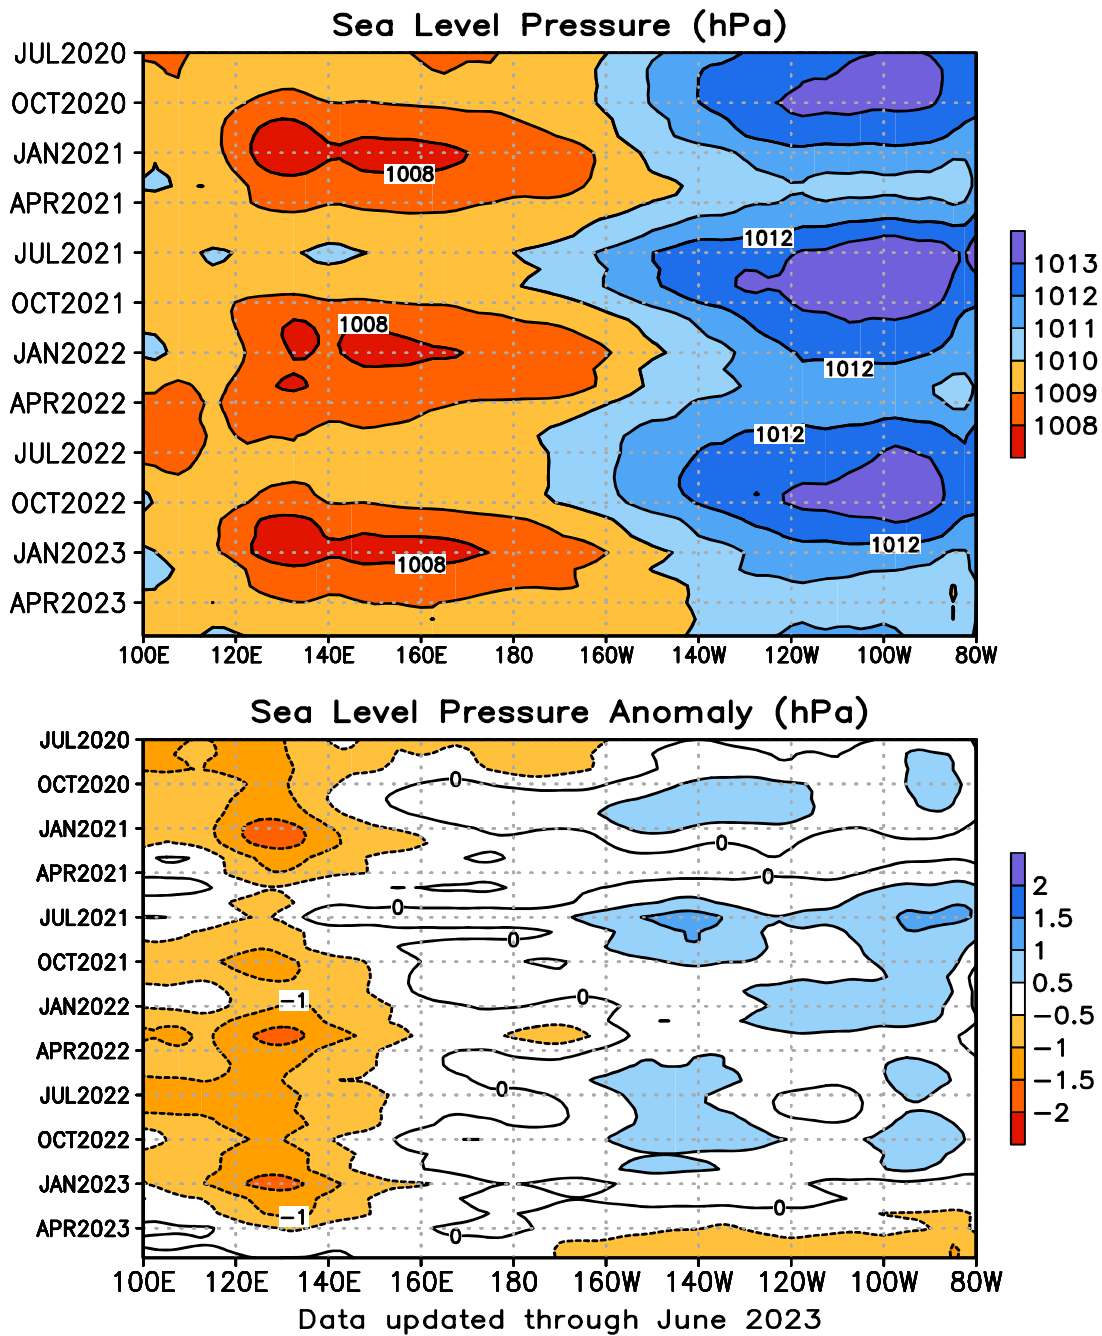 Sea Level Pressure (hPa)
JUL2020
OCT2020
JAN2021
APR2021
JUL2021
OCT2021
JAN2022
APR2022
JUL2022
OCT2022
JAN2023
APR2023
1008
1012
1008
1012
1012
1012
1008
100E 120E 140E 160E 180 160W 140W 120W 100W 80W
1013
1012
1011
1010
1009
1008
Sea Level Pressure Anomaly (hPa)
JUL2020
OCT2020
JAN2021
APR2021
JUL2021
OCT2021
JAN2022
APR2022
JUL2022
OCT2022
JAN2023
APR2023
0
0
0
0
0
0
-1
0
0
-1
0
100E 120E 140E 160E 180 160W 140W 120W 100W 80W
2
1.5
1
0.5
-0.5
-1
-1.5
-2
Data updated through June 2023